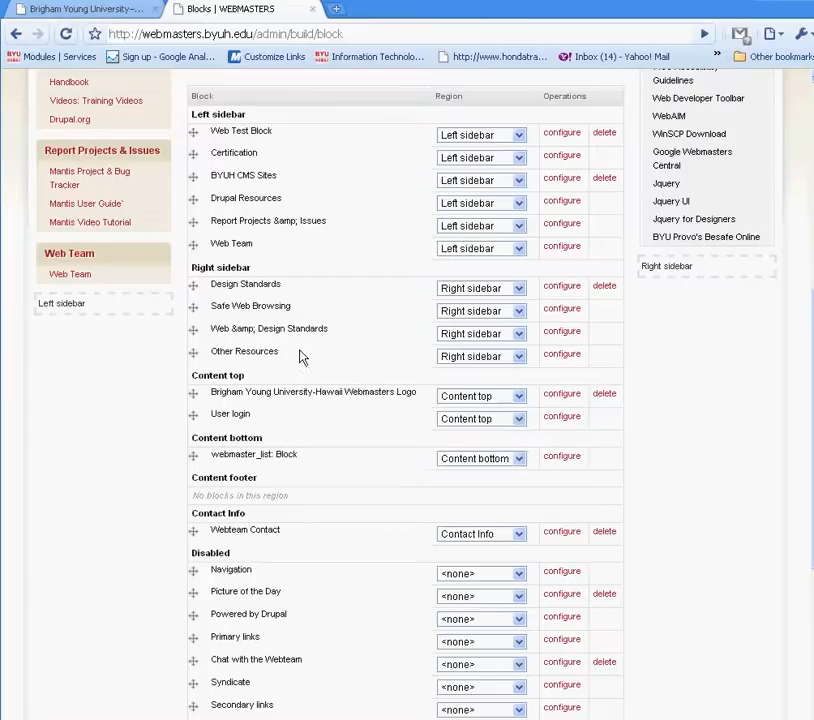 Brigham Young University–...
Blocks | WEBMASTERS
http://webmasters.byuh.edu/admin/build/block
Modules | Services
Sign up - Google Anal...
Customize Links
Information Technolo...
http://www.hondatra...
Inbox (14) - Yahoo! Mail
»
Other bookmarks
Handbook
Videos: Training Videos
Drupal.org
Report Projects & Issues
Mantis Project & Bug
Tracker
Mantis User Guide`
Mantis Video Tutorial
Web Team
Web Team
Left sidebar
Block Region Operations
Left sidebar
Web Test Block Left sidebar configure delete
Certification Left sidebar configure
BYUH CMS Sites Left sidebar configure delete
Drupal Resources Left sidebar configure
Report Projects &amp; Issues Left sidebar configure
Web Team Left sidebar configure
Right sidebar
Design Standards Right sidebar configure delete
Safe Web Browsing Right sidebar configure
Web &amp; Design Standards Right sidebar configure
Other Resources Right sidebar configure
Content top
Brigham Young University-Hawaii Webmasters Logo Content top configure delete
User login Content top configure
Content bottom
webmaster_list: Block Content bottom configure
Content footer
No blocks in this region
Contact Info
Webteam Contact Contact Info configure delete
Disabled
Navigation <none> configure
Picture of the Day <none> configure delete
Powered by Drupal <none> configure
Primary links <none> configure
Chat with the Webteam <none> configure delete
Syndicate <none> configure
Secondary links <none> configure
Guidelines
Web Developer Toolbar
WebAIM
WinSCP Download
Google Webmasters
Central
Jquery
Jquery UI
Jquery for Designers
BYU Provo's Besafe Online
Right sidebar